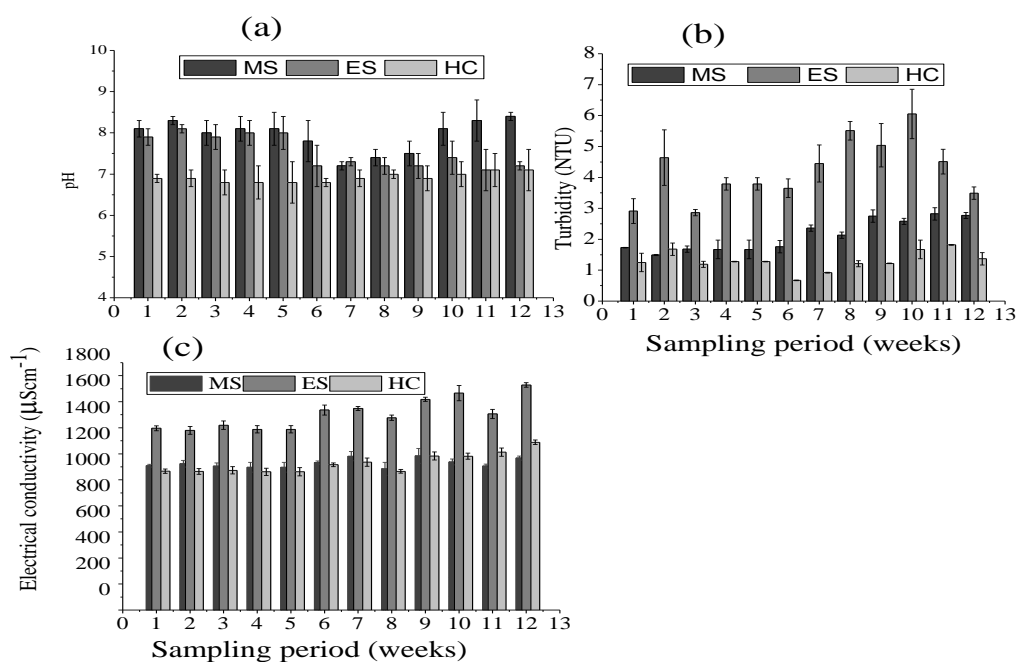 (a)
MS ES HC
10
9
8
7
6
5
4
pH
0 1 2 3 4 5 6 7 8 9 10 11 12 13
(b)
MS ES HC
8
7
6
5
4
3
2
1
0
Turbidity (NTU)
0 1 2 3 4 5 6 7 8 9 10 11 12 13
Sampling period (weeks)
(c)
MS ES HC
1800
1600
1400
1200
1000
800
600
400
200
0
Electrical conductivity (µScm⁻¹)
0 1 2 3 4 5 6 7 8 9 10 11 12 13
Sampling period (weeks)